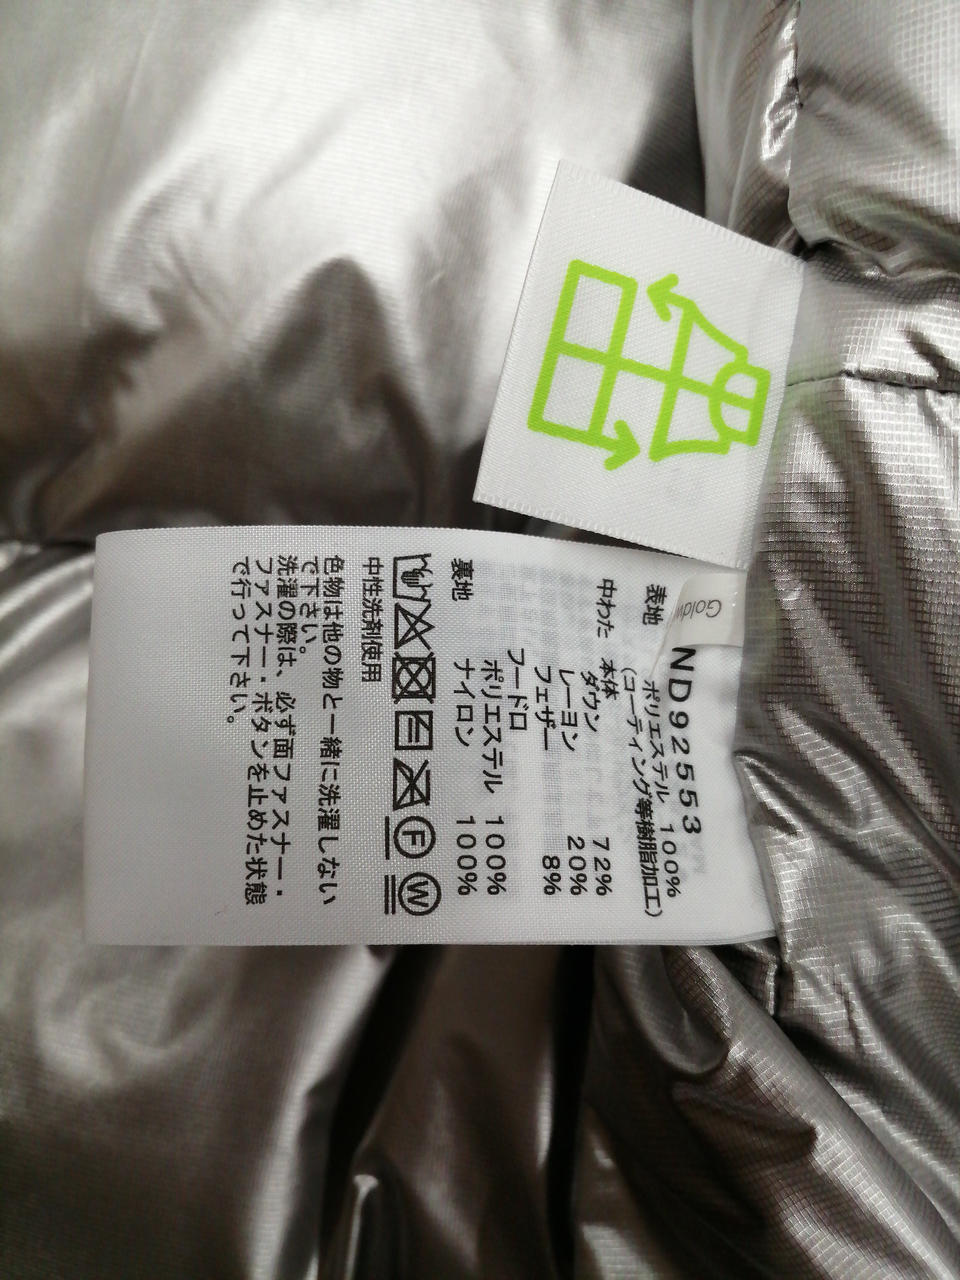 Goldwi
ND92553
表地 ポリエステル 100%
(コーティング等樹脂加工)
中わた 本体
ダウン 72%
レーヨン 20%
フェザー 8%
フードロ
ポリエステル 100%
裏地 ナイロン 100%
F W
中性洗剤使用
色物は他の物と一緒に洗濯しない
で下さい。
洗濯の際は、必ず面ファスナー・
ファスナー・ボタンを止めた状態
で行って下さい。